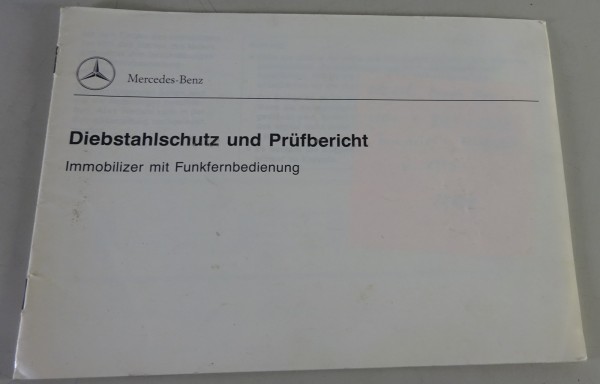 Mercedes-Benz
Diebstahlschutz und Prüfbericht
Immobilizer mit Funkfernbedienung